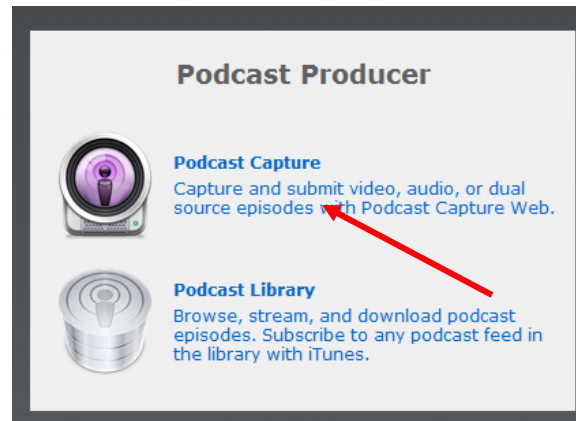 Podcast Producer
Podcast Capture
Capture and submit video, audio, or dual
source episodes with Podcast Capture Web.
Podcast Library
Browse, stream, and download podcast
episodes. Subscribe to any podcast feed in
the library with iTunes.